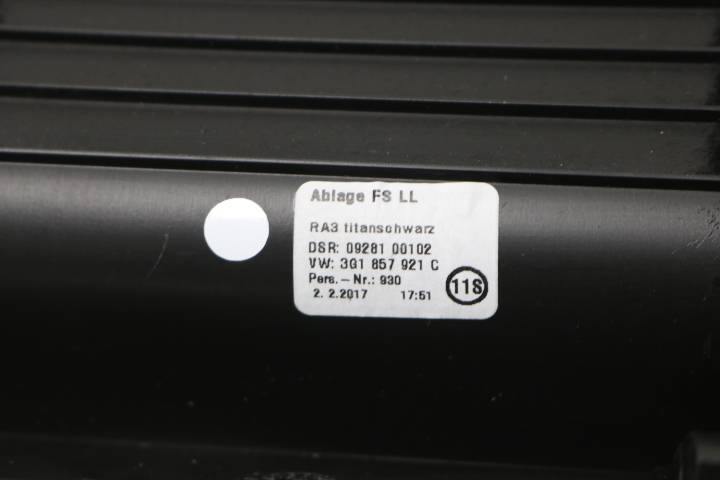 Ablage FS LL
RA3 titanschwarz
DSR: 09281 00102
VW: 3G1 857 921 C
Pers.-Nr.: 930
2. 2.2017 17:51
118